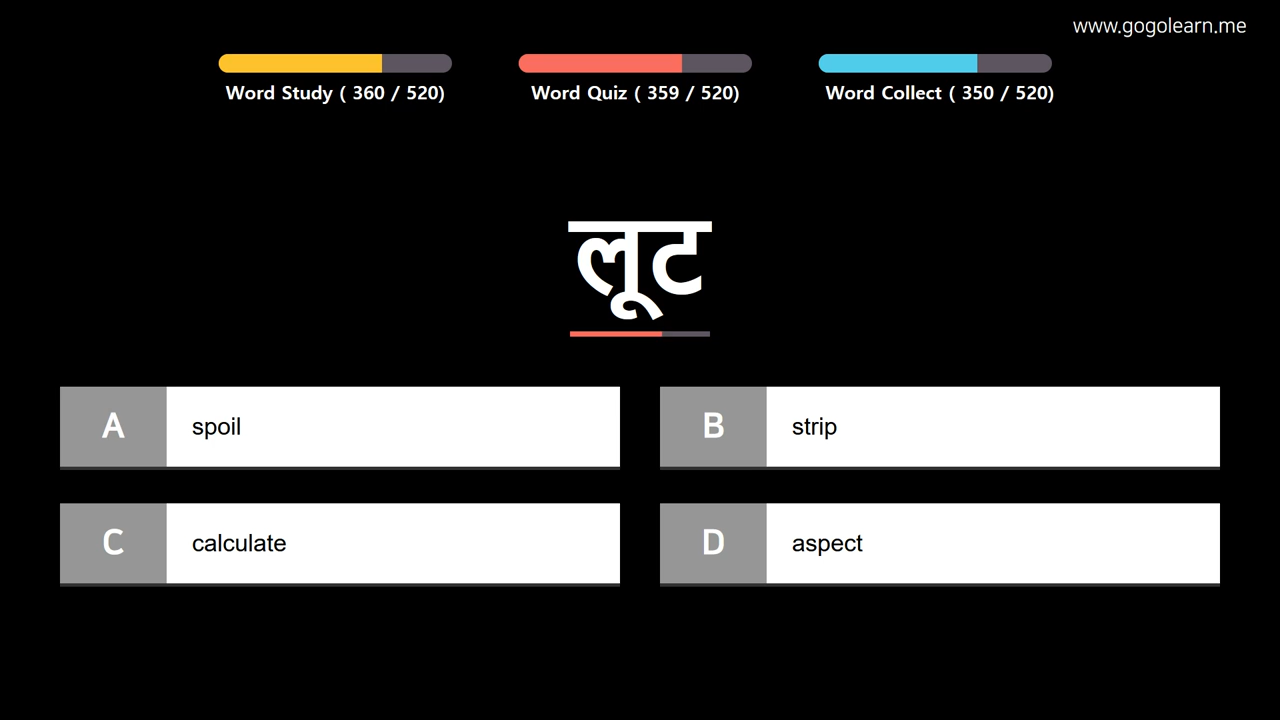 www.gogolearn.me
Word Study ( 360 / 520)
Word Quiz ( 359 / 520)
Word Collect ( 350 / 520)
लूट
A
spoil
B
strip
C
calculate
D
aspect